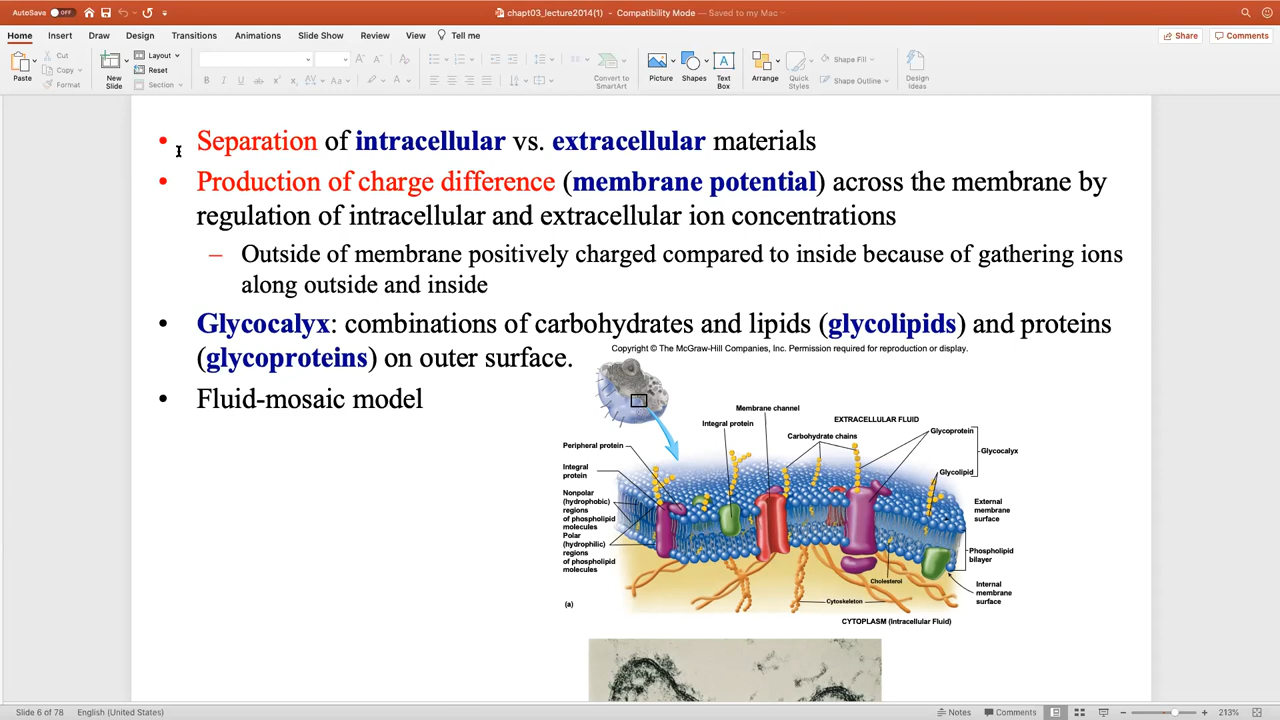 AutoSave OFF
chapt03_lecture2014(1) - Compatibility Mode — Saved to my Mac
Home Insert Draw Design Transitions Animations Slide Show Review View Tell me
Share Comments
Paste
Cut
Copy
Format
New Slide
Layout
Reset
Section
Convert to SmartArt
Picture
Shapes
Text Box
Arrange
Quick Styles
Shape Fill
Shape Outline
Design Ideas
• Separation of intracellular vs. extracellular materials
• Production of charge difference (membrane potential) across the membrane by
regulation of intracellular and extracellular ion concentrations
– Outside of membrane positively charged compared to inside because of gathering ions
along outside and inside
• Glycocalyx: combinations of carbohydrates and lipids (glycolipids) and proteins
(glycoproteins) on outer surface.
• Fluid-mosaic model
Copyright © The McGraw-Hill Companies, Inc. Permission required for reproduction or display.
Membrane channel
Integral protein
EXTRACELLULAR FLUID
Carbohydrate chains
Glycoprotein
Glycocalyx
Glycolipid
Peripheral protein
Integral
protein
Nonpolar
(hydrophobic)
regions
of phospholipid
molecules
Polar
(hydrophilic)
regions
of phospholipid
molecules
External
membrane
surface
Phospholipid
bilayer
Cholesterol
Internal
membrane
surface
Cytoskeleton
(a)
CYTOPLASM (Intracellular Fluid)
Slide 6 of 78 English (United States)
Notes Comments 213%